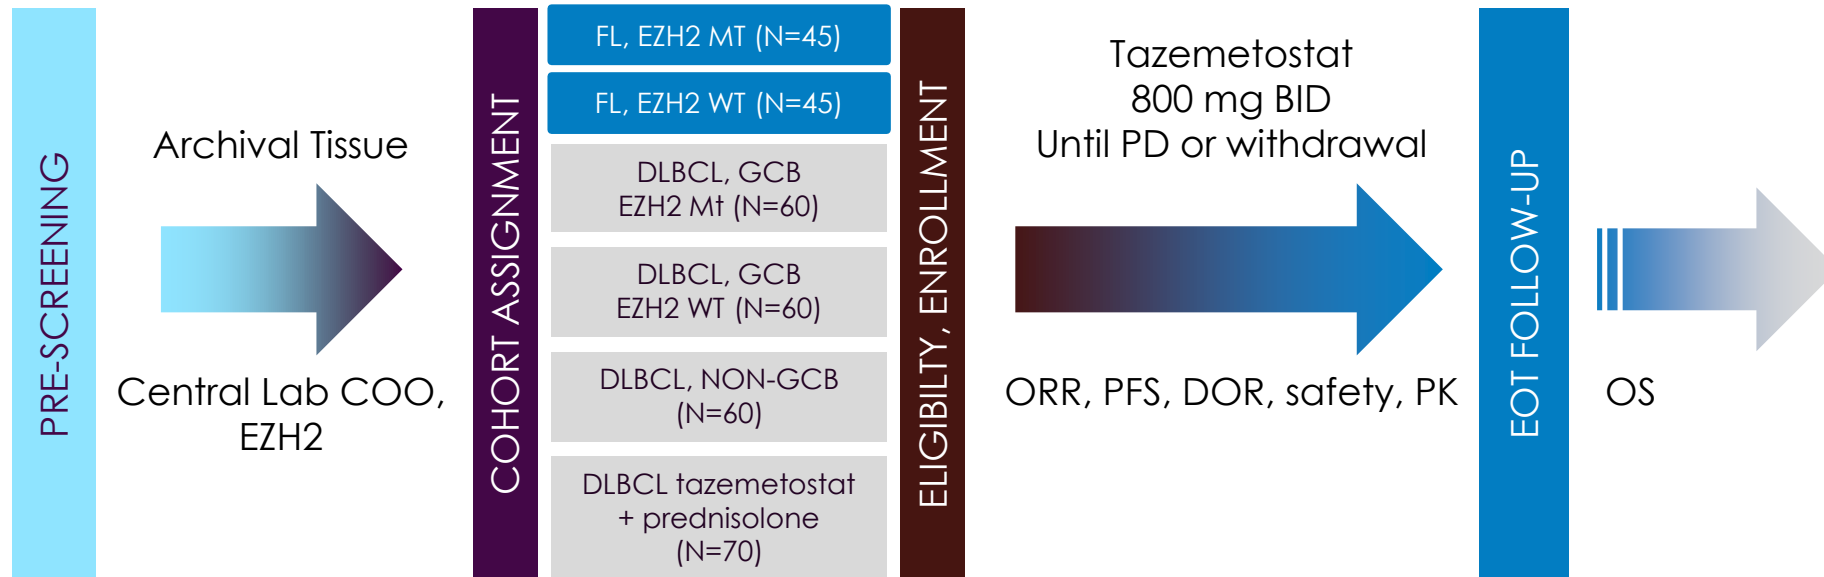 PRE-SCREENING
Archival Tissue
Central Lab COO,
EZH2
COHORT ASSIGNMENT
FL, EZH2 MT (N=45)
FL, EZH2 WT (N=45)
DLBCL, GCB
EZH2 Mt (N=60)
DLBCL, GCB
EZH2 WT (N=60)
DLBCL, NON-GCB
(N=60)
DLBCL tazemetostat
+ prednisolone
(N=70)
ELIGIBILTY, ENROLLMENT
Tazemetostat
800 mg BID
Until PD or withdrawal
ORR, PFS, DOR, safety, PK
EOT FOLLOW-UP
OS